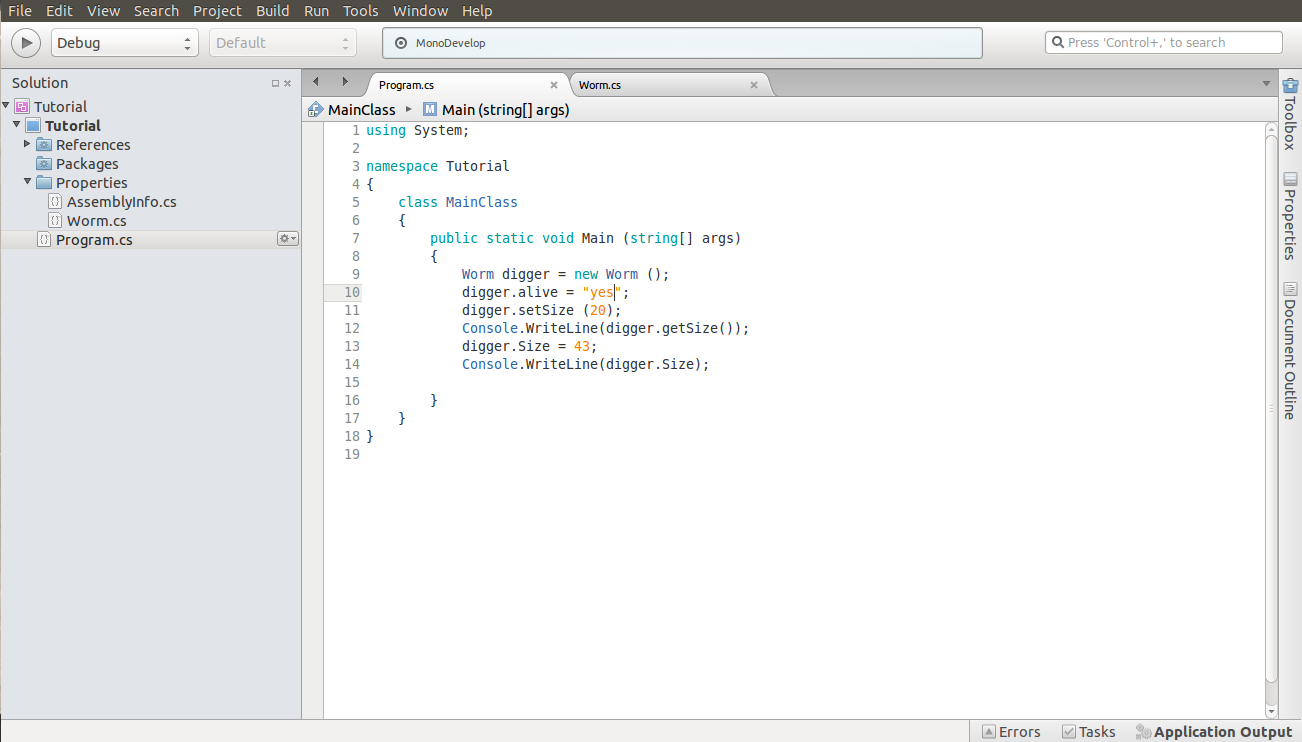 File Edit View Search Project Build Run Tools Window Help
Debug Default MonoDevelop Press 'Control+,' to search
Solution
Tutorial
Tutorial
References
Packages
Properties
AssemblyInfo.cs
Worm.cs
Program.cs
Program.cs Worm.cs
MainClass Main (string[] args)
1 using System;
2
3 namespace Tutorial
4 {
5     class MainClass
6     {
7         public static void Main (string[] args)
8         {
9             Worm digger = new Worm ();
10             digger.alive = "yes";
11             digger.setSize (20);
12             Console.WriteLine(digger.getSize());
13             digger.Size = 43;
14             Console.WriteLine(digger.Size);
15
16         }
17     }
18 }
19
Toolbox
Properties
Document Outline
Errors Tasks Application Output